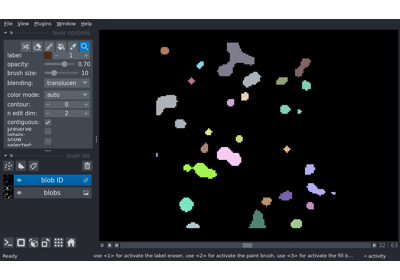 File View Plugins Window Help
layer controls
label: 1
opacity: 0.70
brush size: 10
blending: translucen
color mode: auto
contour: 0
n edit dim: 2
contiguous:
preserve labels:
show selected:
layer list
blob ID
blobs
0 32 63
Ready use <1> for activate the label eraser, use <2> for activate the paint brush, use <3> for activate the fill b... activity